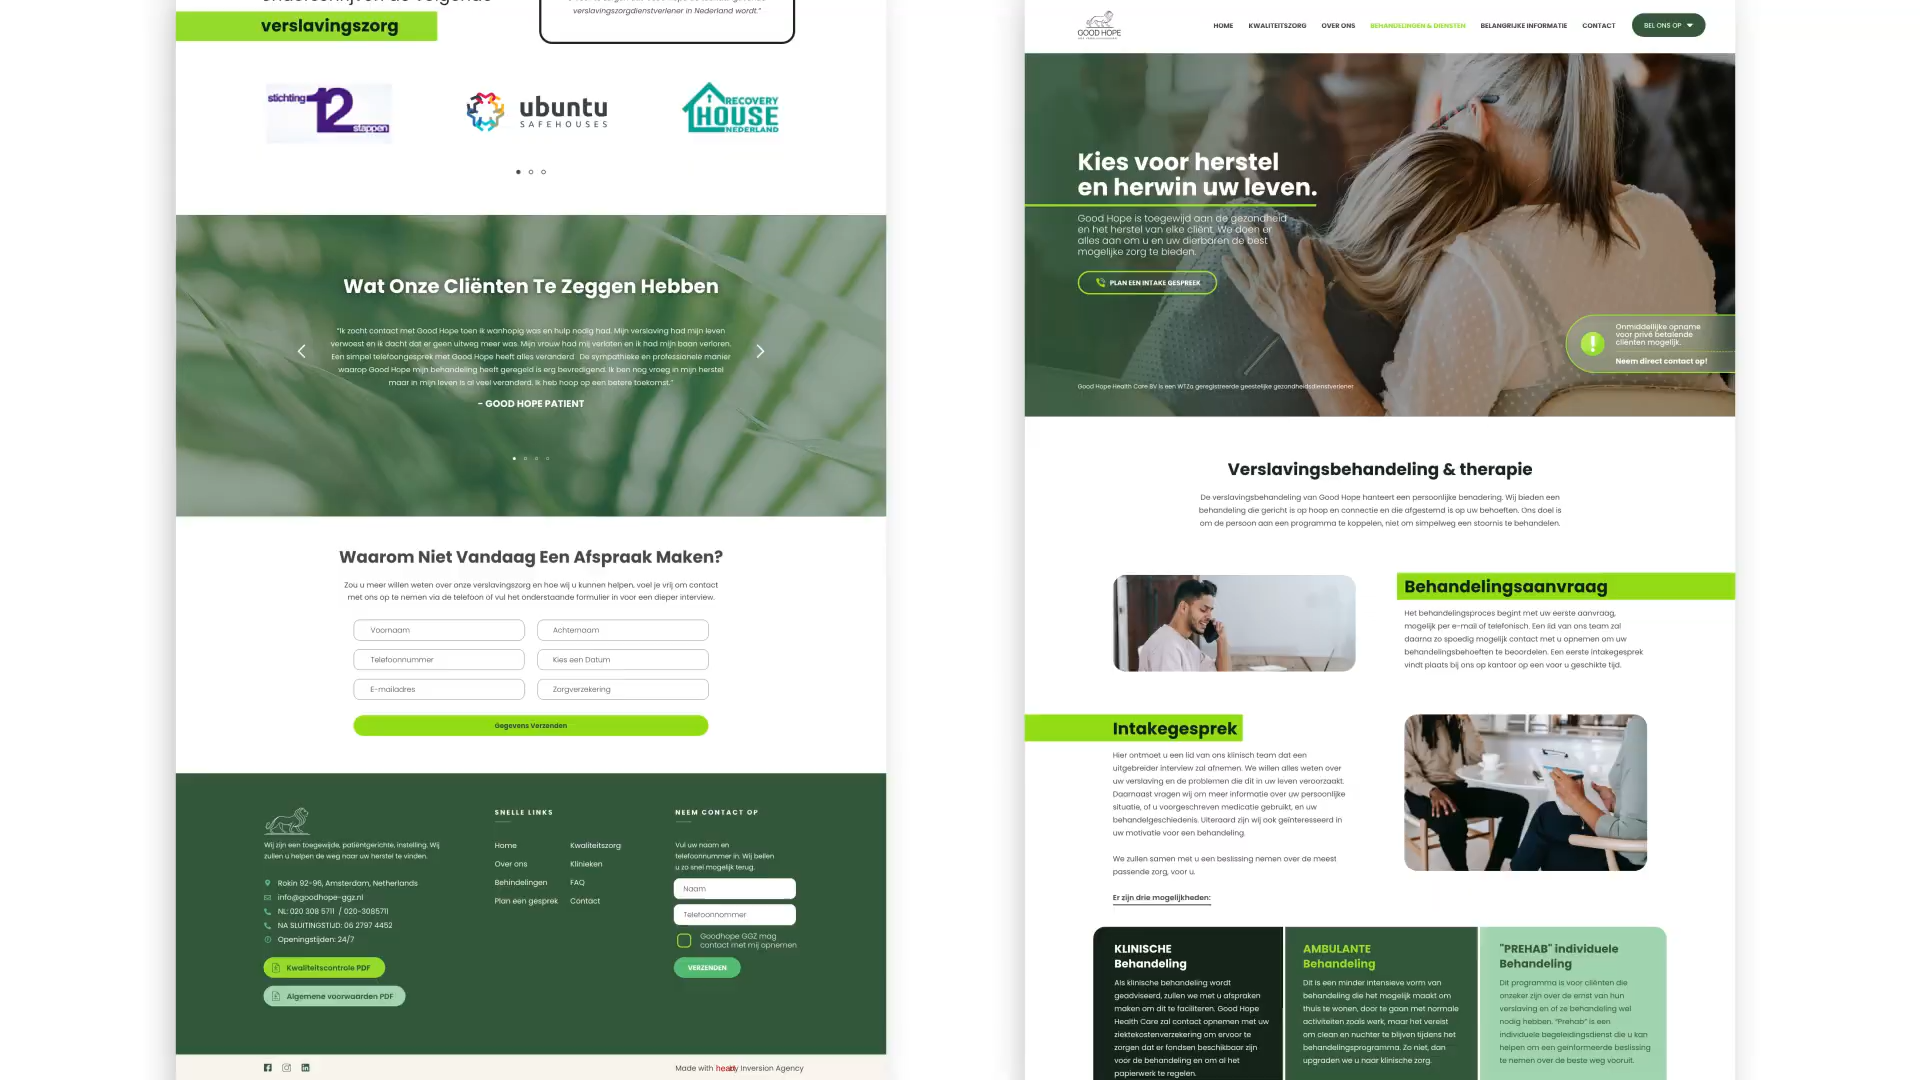 verslavingszorg
verslavingszorgdienstverlener in Nederland wordt."
stichting 12 stappen
ubuntu
SAFEHOUSES
RECOVERY
HOUSE
NEDERLAND
Wat Onze Cliënten Te Zeggen Hebben
"Ik zocht contact met Good Hope toen ik wanhopig was en hulp nodig had. Mijn verslaving had mijn leven
verwoest en ik dacht dat er geen uitweg meer was. Mijn vrouw had mij verlaten en ik had mijn baan verloren.
Een simpel telefoongesprek met Good Hope heeft alles veranderd . De sympathieke en professionele manier
waarop Good Hope mijn behandeling heeft geregeld is erg bevredigend. Ik ben nog vroeg in mijn herstel
maar in mijn leven is al veel veranderd. Ik heb hoop op een betere toekomst."
- GOOD HOPE PATIENT
Waarom Niet Vandaag Een Afspraak Maken?
Zou u meer willen weten over onze verslavingszorg en hoe wij u kunnen helpen, voel je vrij om contact
met ons op te nemen via de telefoon of vul het onderstaande formulier in voor een dieper interview.
Voornaam
Achternaam
Telefoonnummer
Kies een Datum
E-mailadres
Zorgverzekering
Gegevens Verzenden
Wij zijn een toegewijde, patiëntgerichte, instelling. Wij
zullen u helpen de weg naar uw herstel te vinden.
Rokin 92-96, Amsterdam, Netherlands
info@goodhope-ggz.nl
NL: 020 308 5711 / 020-3085711
NA SLUITINGSTIJD: 06 2797 4452
Openingstijden: 24/7
Kwaliteitscontrole PDF
Algemene voorwaarden PDF
SNELLE LINKS
Home
Kwaliteitszorg
Over ons
Klinieken
Behindelingen
FAQ
Plan een gesprek
Contact
NEEM CONTACT OP
Vul uw naam en
telefoonnummer in. Wij bellen
u zo snel mogelijk terug.
Naam
Telefoonnommer
Goodhope GGZ mag
contact met mij opnemen
VERZENDEN
Made with heart by Inversion Agency
GOOD HOPE
HOME
KWALITEITSZORG
OVER ONS
BEHANDELINGEN & DIENSTEN
BELANGRIJKE INFORMATIE
CONTACT
BEL ONS OP
Kies voor herstel
en herwin uw leven.
Good Hope is toegewijd aan de gezondheid
en het herstel van elke cliënt. We doen er
alles aan om u en uw dierbaren de best
mogelijke zorg te bieden.
PLAN EEN INTAKE GESPREEK
Onmiddellijke opname
voor privé betalende
cliënten mogelijk.
Neem direct contact op!
Good Hope Health Care BV is een WTZa geregistreerde geestelijke gezondheidsdienstverlener
Verslavingsbehandeling & therapie
De verslavingsbehandeling van Good Hope hanteert een persoonlijke benadering. Wij bieden een
behandeling die gericht is op hoop en connectie en die afgestemd is op uw behoeften. Ons doel is
om de persoon aan een programma te koppelen, niet om simpelweg een stoornis te behandelen.
Behandelingsaanvraag
Het behandelingsproces begint met uw eerste aanvraag,
mogelijk per e-mail of telefonisch. Een lid van ons team zal
daarna zo spoedig mogelijk contact met u opnemen om uw
behandelingsbehoeften te beoordelen. Een eerste intakegesprek
vindt plaats bij ons op kantoor op een voor u geschikte tijd.
Intakegesprek
Hier ontmoet u een lid van ons klinisch team dat een
uitgebreider interview zal afnemen. We willen alles weten over
uw verslaving en de problemen die dit in uw leven veroorzaakt.
Daarnaast vragen wij om meer informatie over uw persoonlijke
situatie, of u voorgeschreven medicatie gebruikt, en uw
behandelgeschiedenis. Uiteraard zijn wij ook geïnteresseerd in
uw motivatie voor een behandeling.
We zullen samen met u een beslissing nemen over de meest
passende zorg, voor u.
Er zijn drie mogelijkheden:
KLINISCHE
Behandeling
Als klinische behandeling wordt
geadviseerd, zullen we met u afspraken
maken om dit te faciliteren. Good Hope
Health Care zal contact opnemen met uw
ziektekostenverzekering om ervoor te
zorgen dat er fondsen beschikbaar zijn
voor de behandeling en om al het
papierwerk te regelen.
AMBULANTE
Behandeling
Dit is een minder intensieve vorm van
behandeling die het mogelijk maakt om
thuis te wonen, door te gaan met normale
activiteiten zoals werk, maar het vereist
om clean en nuchter te blijven tijdens het
behandelingsprogramma. Zo niet, dan
upgraden we u naar klinische zorg.
"PREHAB" individuele
Behandeling
Dit programma is voor cliënten die
onzeker zijn over de ernst van hun
verslaving en of ze behandeling wel
nodig hebben. "Prehab" is een
individuele begeleidingsdienst die u kan
helpen om een geïnformeerde beslissing
te nemen over de beste weg vooruit.